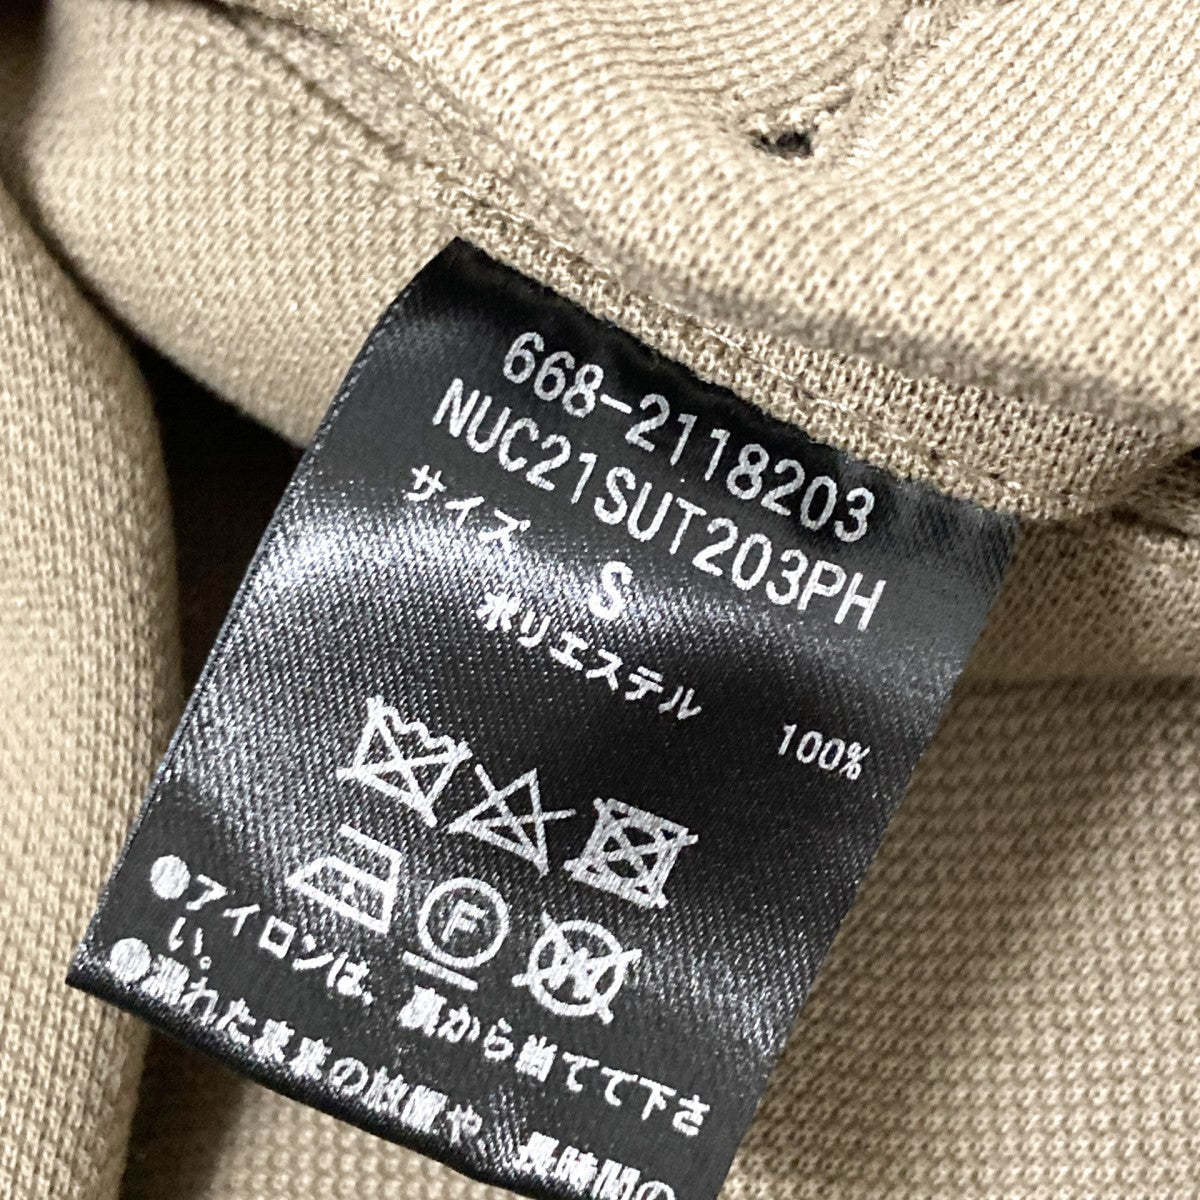 668-2118203
NUC21SUT203PH
サイズ S
ポリエステル 100%
F
W
●アイロンは、裏から当てて下さ
い。
●濡れたままの放置や、長時間の